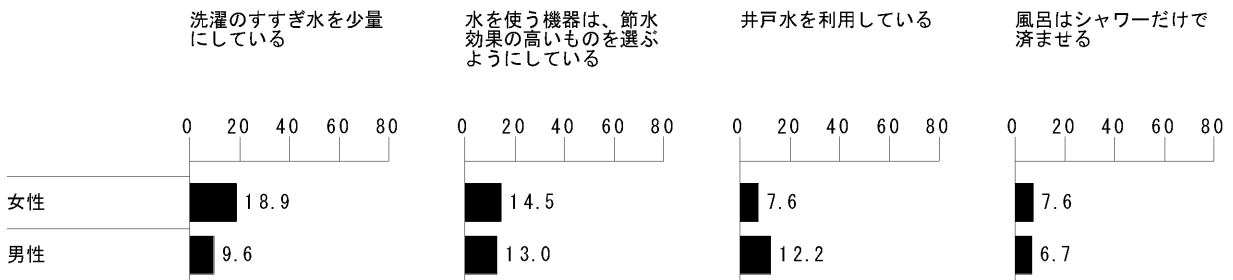 洗濯のすすぎ水を少量
にしている
水を使う機器は、節水
効果の高いものを選ぶ
ようにしている
井戸水を利用している
風呂はシャワーだけで
済ませる
0 20 40 60 80
0 20 40 60 80
0 20 40 60 80
0 20 40 60 80
女性 18.9 14.5 7.6 7.6
男性 9.6 13.0 12.2 6.7